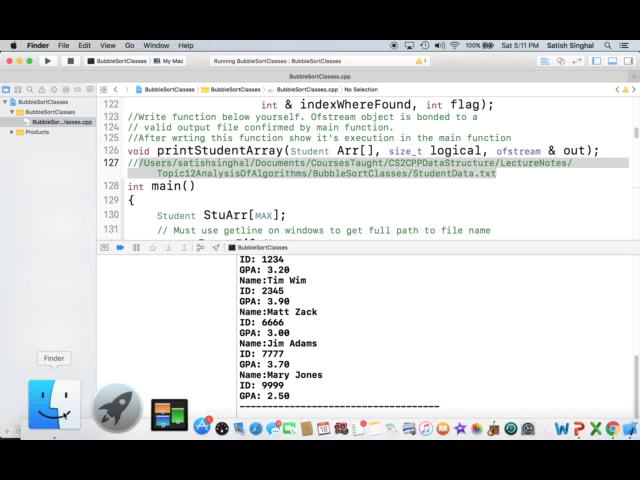 Finder File Edit View Go Window Help 100% Sat 5:11 PM Satish Singhal
BubbleSortClasses My Mac Running BubbleSortClasses : BubbleSortClasses 1
BubbleSortClasses.cpp
BubbleSortClasses BubbleSortClasses BubbleSortClasses.cpp No Selection
BubbleSortClasses
BubbleSortClasses
BubbleSort...lasses.cpp
Products
122 int & indexWhereFound, int flag);
123 //Write function below yourself. Ofstream object is bonded to a
124 // valid output file confirmed by main function.
125 //After wrting this function show it's execution in the main function
126 void printStudentArray(Student Arr[], size_t logical, ofstream & out);
127 ///Users/satishsinghal/Documents/CoursesTaught/CS2CPPDataStructure/LectureNotes/
Topic12AnalysisOfAlgorithms/BubbleSortClasses/StudentData.txt
128 int main()
129 {
130 Student StuArr[MAX];
131 // Must use getline on windows to get full path to file name
BubbleSortClasses
ID: 1234
GPA: 3.20
Name:Tim Wim
ID: 2345
GPA: 3.90
Name:Matt Zack
ID: 6666
GPA: 3.00
Name:Jim Adams
ID: 7777
GPA: 3.70
Name:Mary Jones
ID: 9999
GPA: 2.50
------------------------------------
Finder